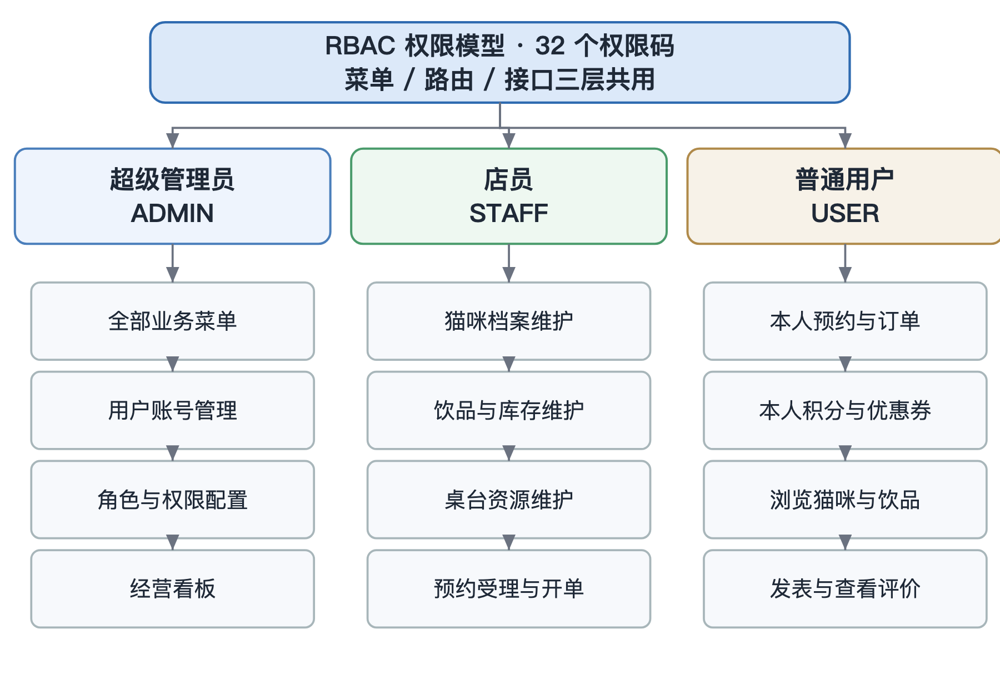 RBAC 权限模型 · 32 个权限码
菜单 / 路由 / 接口三层共用
超级管理员
ADMIN
全部业务菜单
用户账号管理
角色与权限配置
经营看板
店员
STAFF
猫咪档案维护
饮品与库存维护
桌台资源维护
预约受理与开单
普通用户
USER
本人预约与订单
本人积分与优惠券
浏览猫咪与饮品
发表与查看评价